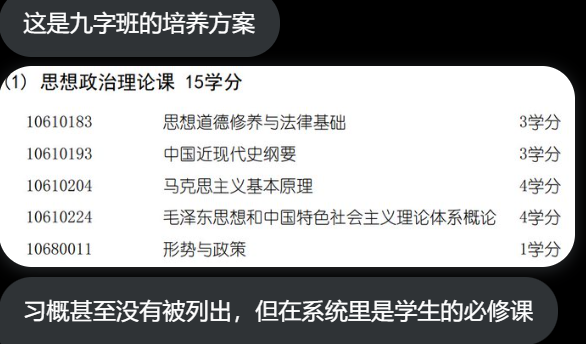 这是九字班的培养方案
(1) 思想政治理论课 15学分
10610183 思想道德修养与法律基础 3学分
10610193 中国近现代史纲要 3学分
10610204 马克思主义基本原理 4学分
10610224 毛泽东思想和中国特色社会主义理论体系概论 4学分
10680011 形势与政策 1学分
习概甚至没有被列出，但在系统里是学生的必修课